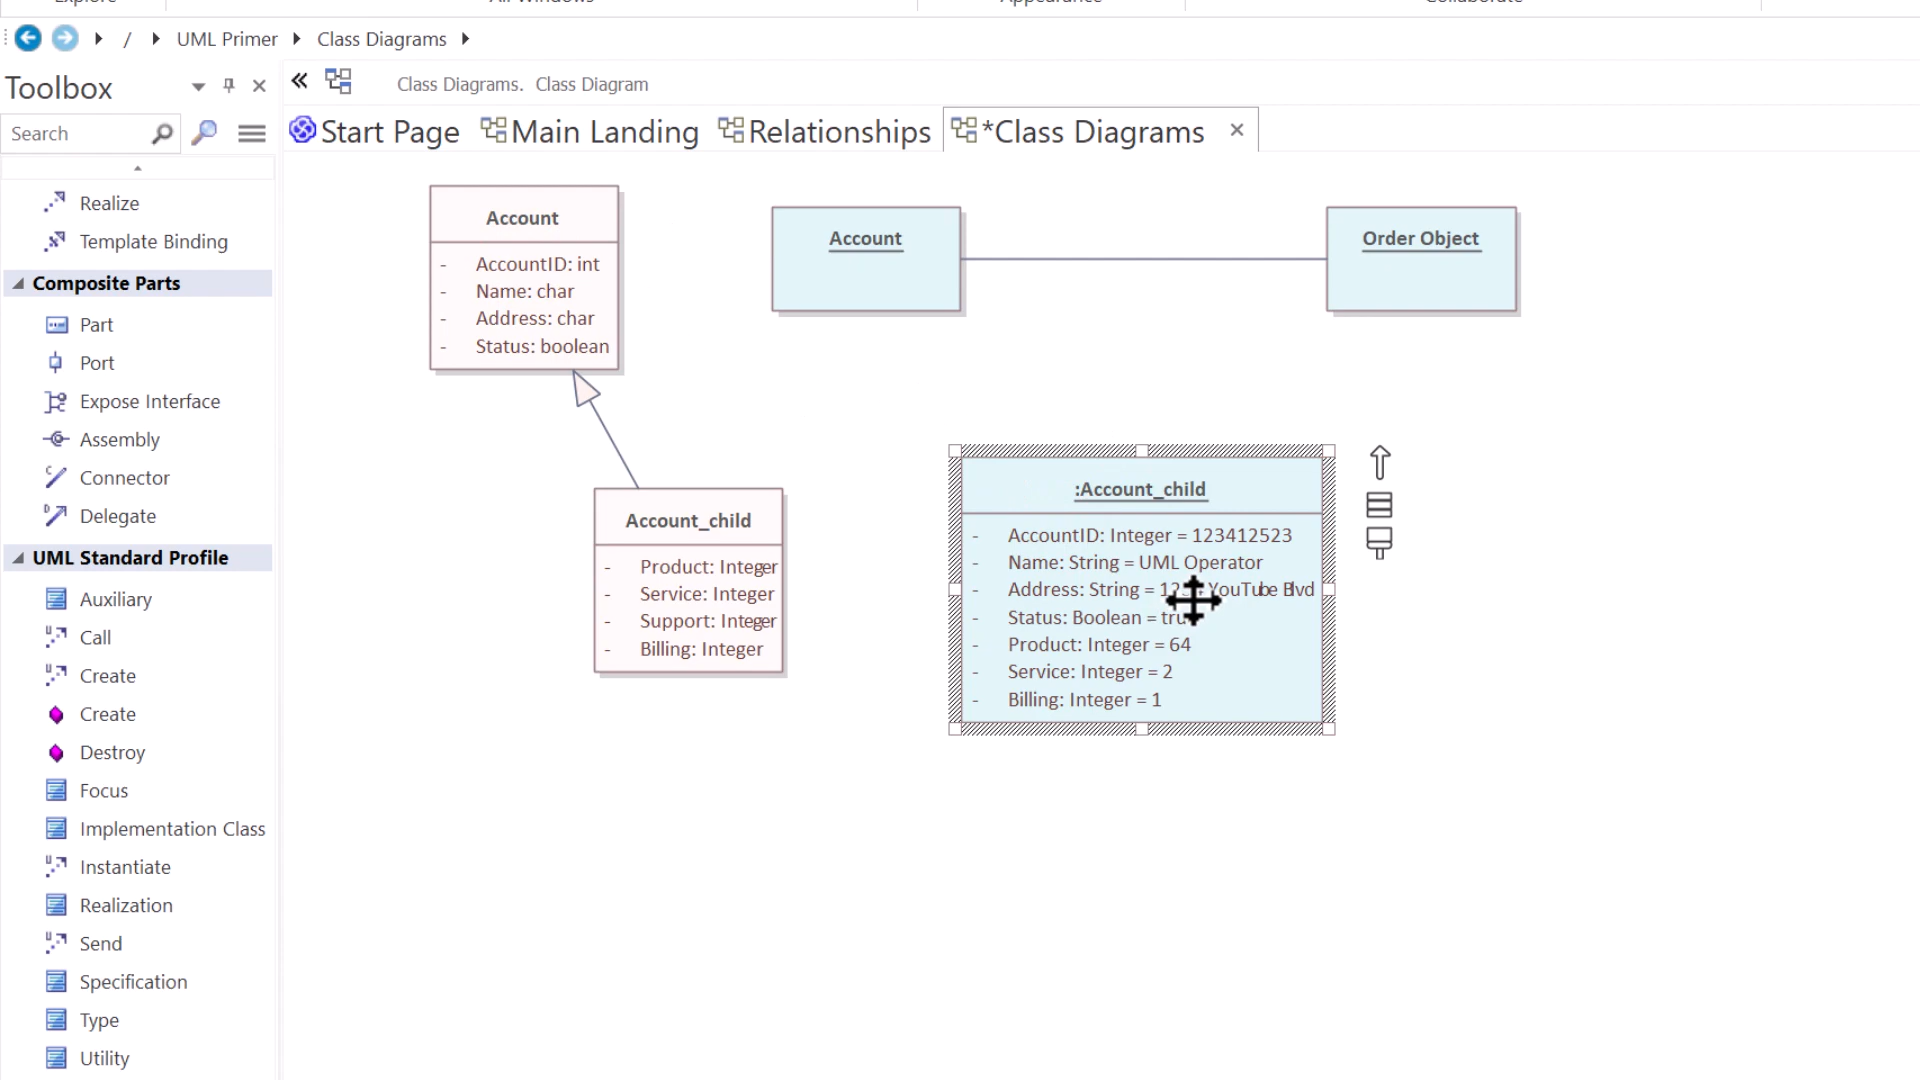 UML Primer
Class Diagrams
Toolbox
Class Diagrams. Class Diagram
Search
Start Page
Main Landing
Relationships
*Class Diagrams
Realize
Template Binding
Composite Parts
Part
Port
Expose Interface
Assembly
Connector
Delegate
UML Standard Profile
Auxiliary
Call
Create
Create
Destroy
Focus
Implementation Class
Instantiate
Realization
Send
Specification
Type
Utility
Account
- AccountID: int
- Name: char
- Address: char
- Status: boolean
Account
Order Object
Account_child
- Product: Integer
- Service: Integer
- Support: Integer
- Billing: Integer
:Account_child
- AccountID: Integer = 123412523
- Name: String = UML Operator
- Address: String = YouTube Blvd
- Status: Boolean =
- Product: Integer = 64
- Service: Integer = 2
- Billing: Integer = 1